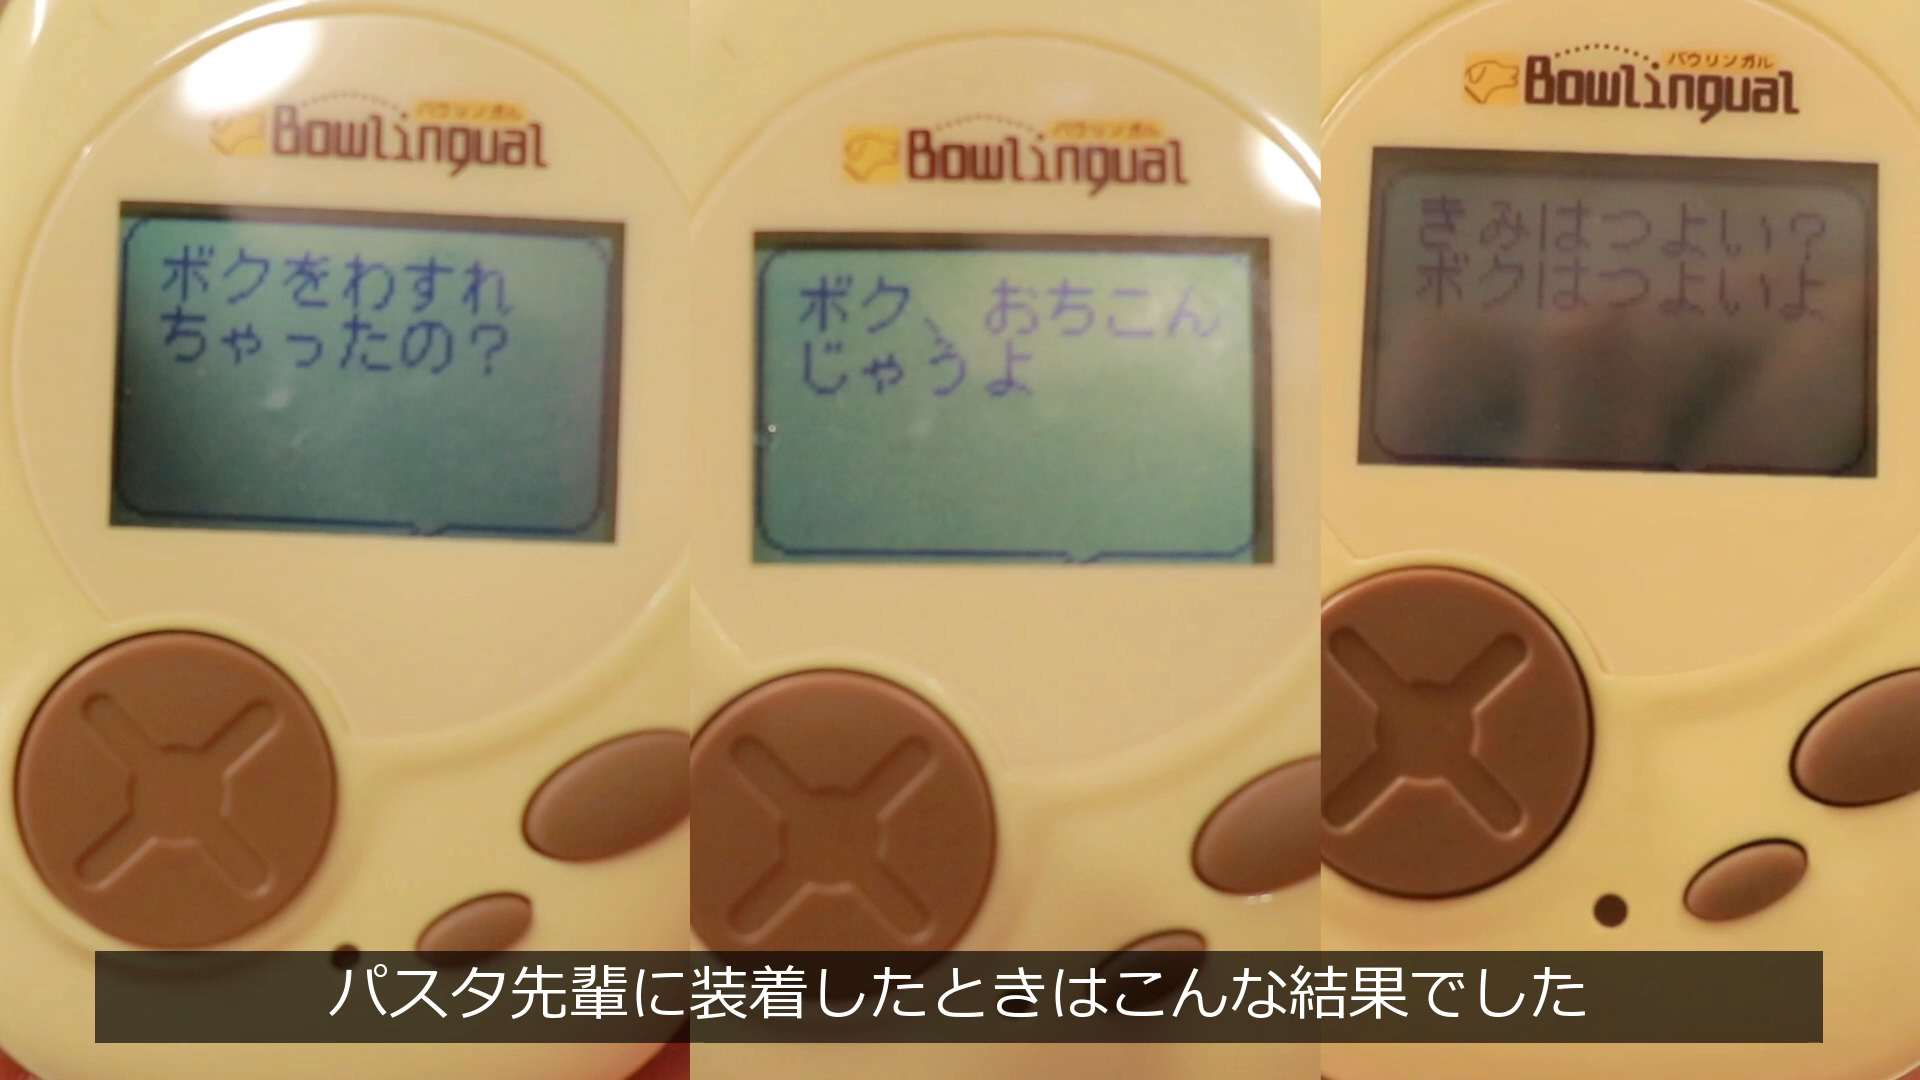 バウリンガル
Bowlingual
ボクをわすれ
ちゃったの?
バウリンガル
Bowlingual
ボク、おちこん
じゃうよ
バウリンガル
Bowlingual
きみはつよい?
ボクはつよいよ
パスタ先輩に装着したときはこんな結果でした